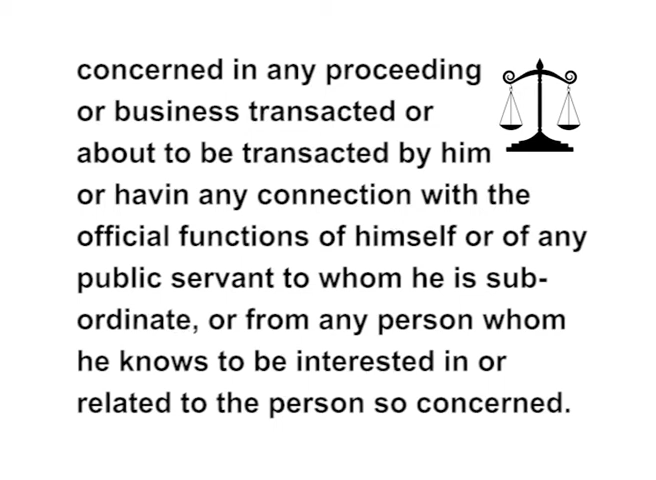 concerned in any proceeding
or business transacted or
about to be transacted by him
or havin any connection with the
official functions of himself or of any
public servant to whom he is sub-
ordinate, or from any person whom
he knows to be interested in or
related to the person so concerned.